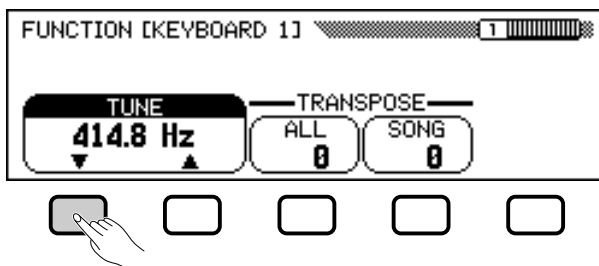 FUNCTION [KEYBOARD 1] 1
TUNE
TRANSPOSE
414.8 Hz
ALL
SONG
▼ ▲
0
0